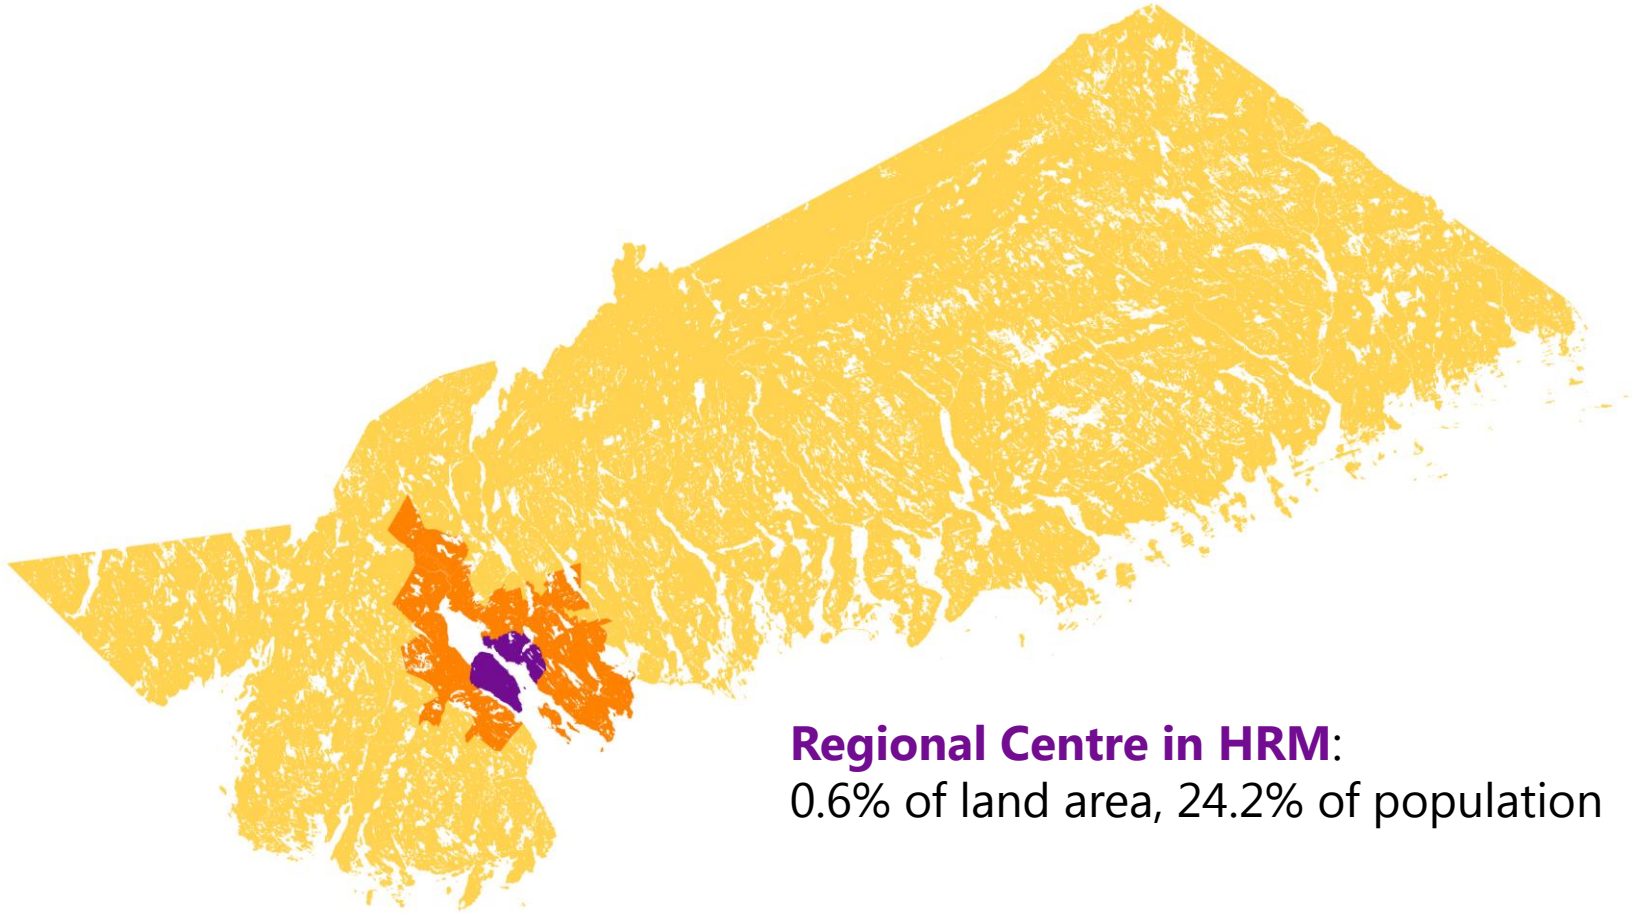 Regional Centre in HRM:
0.6% of land area, 24.2% of population